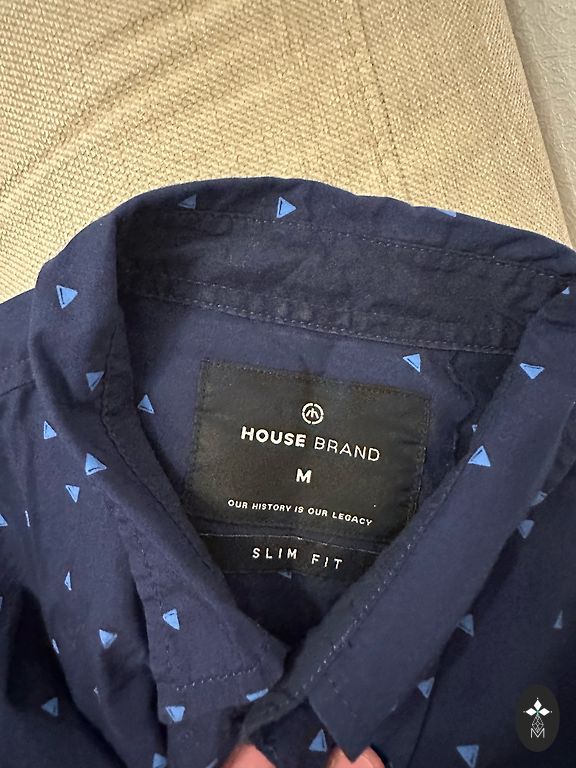 HOUSE BRAND
M
OUR HISTORY IS OUR LEGACY
SLIM FIT
M